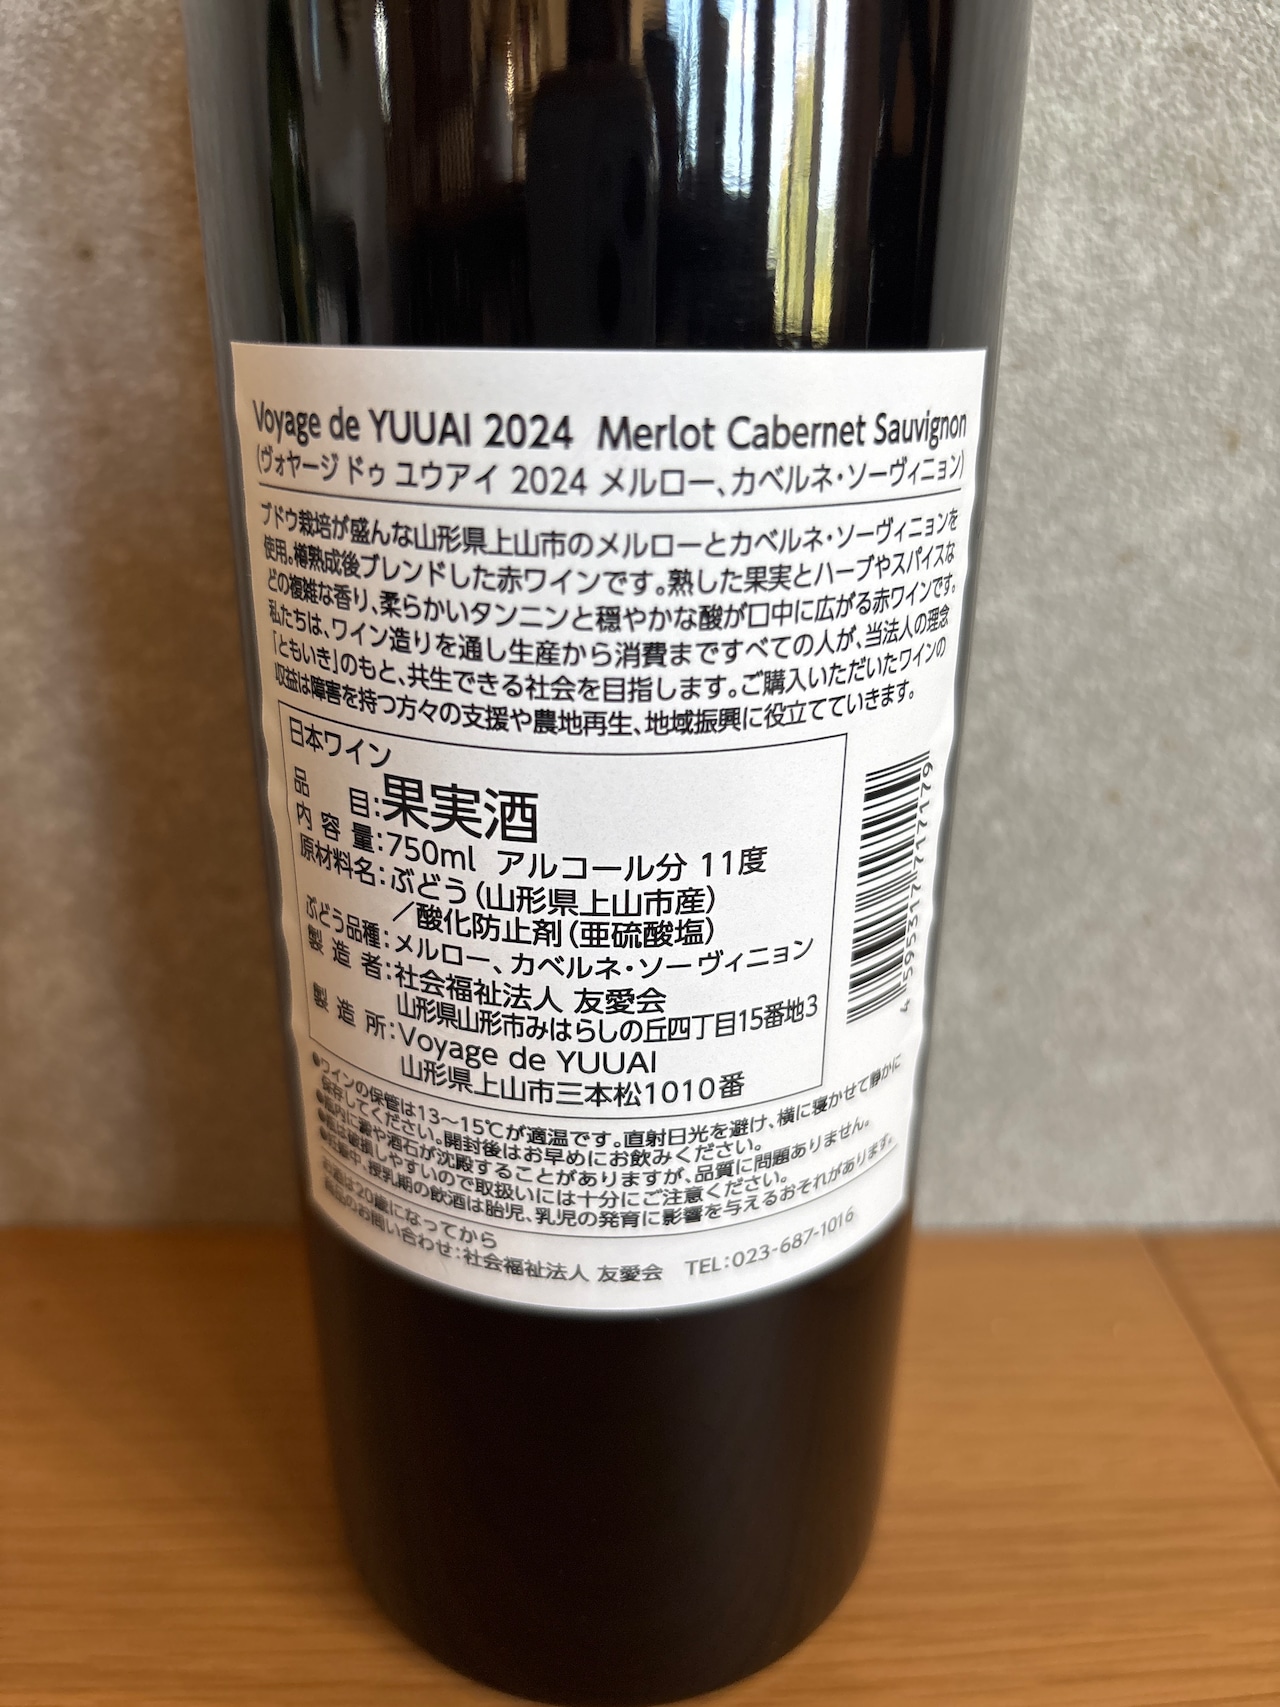 Voyage de YUUAI 2024 Merlot Cabernet Sauvignon
(ヴォヤージ ドゥ ユウアイ 2024 メルロー、カベルネ・ソーヴィニョン)
ブドウ栽培が盛んな山形県上山市のメルローとカベルネ・ソーヴィニョンを
使用。樽熟成後ブレンドした赤ワインです。熟した果実とハーブやスパイスな
どの複雑な香り、柔らかいタンニンと穏やかな酸が口中に広がる赤ワインです。
私たちは、ワイン造りを通し生産から消費まですべての人が、当法人の理念
「ともいき」のもと、共生できる社会を目指します。ご購入いただいたワインの
収益は障害を持つ方々の支援や農地再生、地域振興に役立てていきます。
日本ワイン
品目:果実酒
内容量:750ml アルコール分 11度
原材料名:ぶどう(山形県上山市産)
/酸化防止剤(亜硫酸塩)
ぶどう品種:メルロー、カベルネ・ソーヴィニョン
製造者:社会福祉法人 友愛会
山形県山形市みはらしの丘四丁目15番地3
製造所:Voyage de YUUAI
山形県上山市三本松1010番
4 595317 717179
●ワインの保管は13〜15℃が適温です。直射日光を避け、横に寝かせて静かに
保存してください。開封後はお早めにお飲みください。
●瓶内に澱や酒石が沈殿することがありますが、品質に問題ありません。
●瓶は破損しやすいので取扱いには十分にご注意ください。
●妊娠中、授乳期の飲酒は胎児、乳児の発育に影響を与えるおそれがあります。
お酒は20歳になってから
商品のお問い合わせ:社会福祉法人 友愛会 TEL:023-687-1016